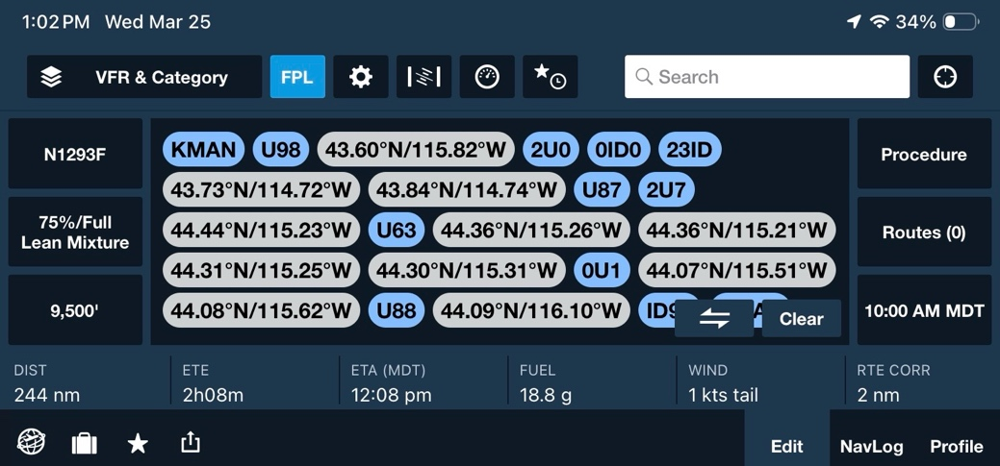 1:02 PM Wed Mar 25 34%
VFR & Category FPL Search
N1293F
75%/Full
Lean Mixture
9,500'
KMAN U98 43.60°N/115.82°W 2U0 0ID0 23ID
43.73°N/114.72°W 43.84°N/114.74°W U87 2U7
44.44°N/115.23°W U63 44.36°N/115.26°W 44.36°N/115.21°W
44.31°N/115.25°W 44.30°N/115.31°W 0U1 44.07°N/115.51°W
44.08°N/115.62°W U88 44.09°N/116.10°W
Clear
Procedure
Routes (0)
10:00 AM MDT
DIST ETE ETA (MDT) FUEL WIND RTE CORR
244 nm 2h08m 12:08 pm 18.8 g 1 kts tail 2 nm
Edit NavLog Profile